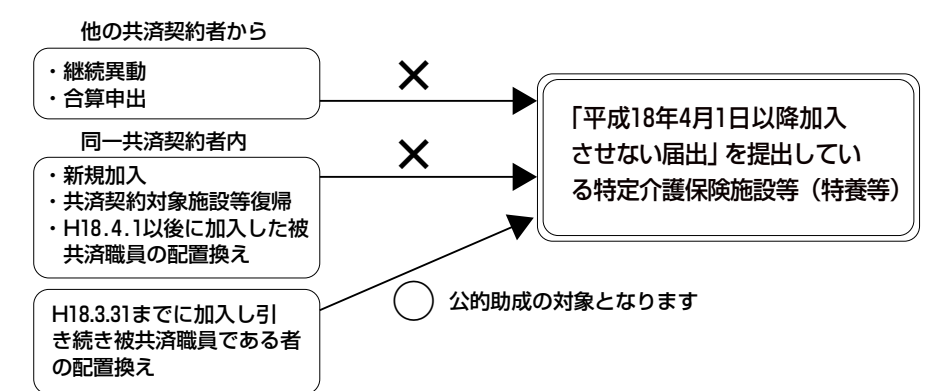 他の共済契約者から
・継続異動
・合算申出
×
同一共済契約者内
・新規加入
・共済契約対象施設等復帰
・H18.4.1以後に加入した被
共済職員の配置換え
×
H18.3.31までに加入し引
き続き被共済職員である者
の配置換え
○ 公的助成の対象となります
「平成18年4月1日以降加入
させない届出」を提出してい
る特定介護保険施設等（特養等）